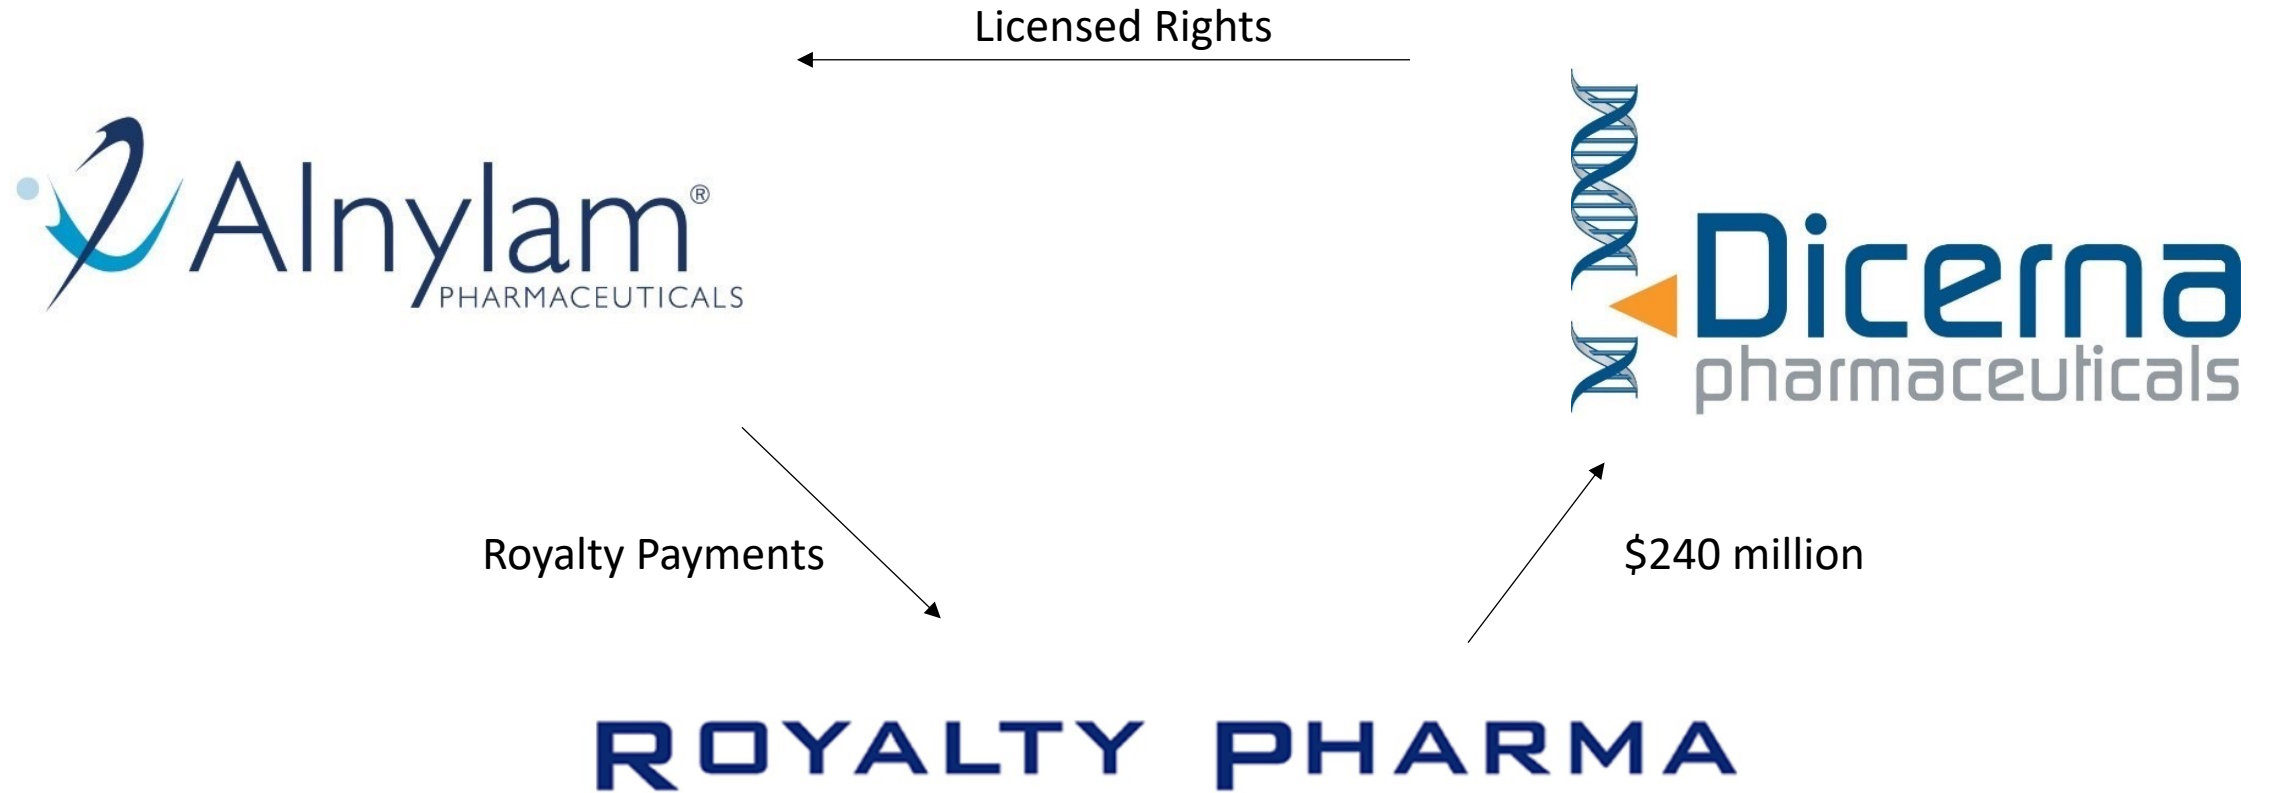 Licensed Rights
Alnylam®
PHARMACEUTICALS
Dicerna
pharmaceuticals
Royalty Payments
$240 million
ROYALTY PHARMA